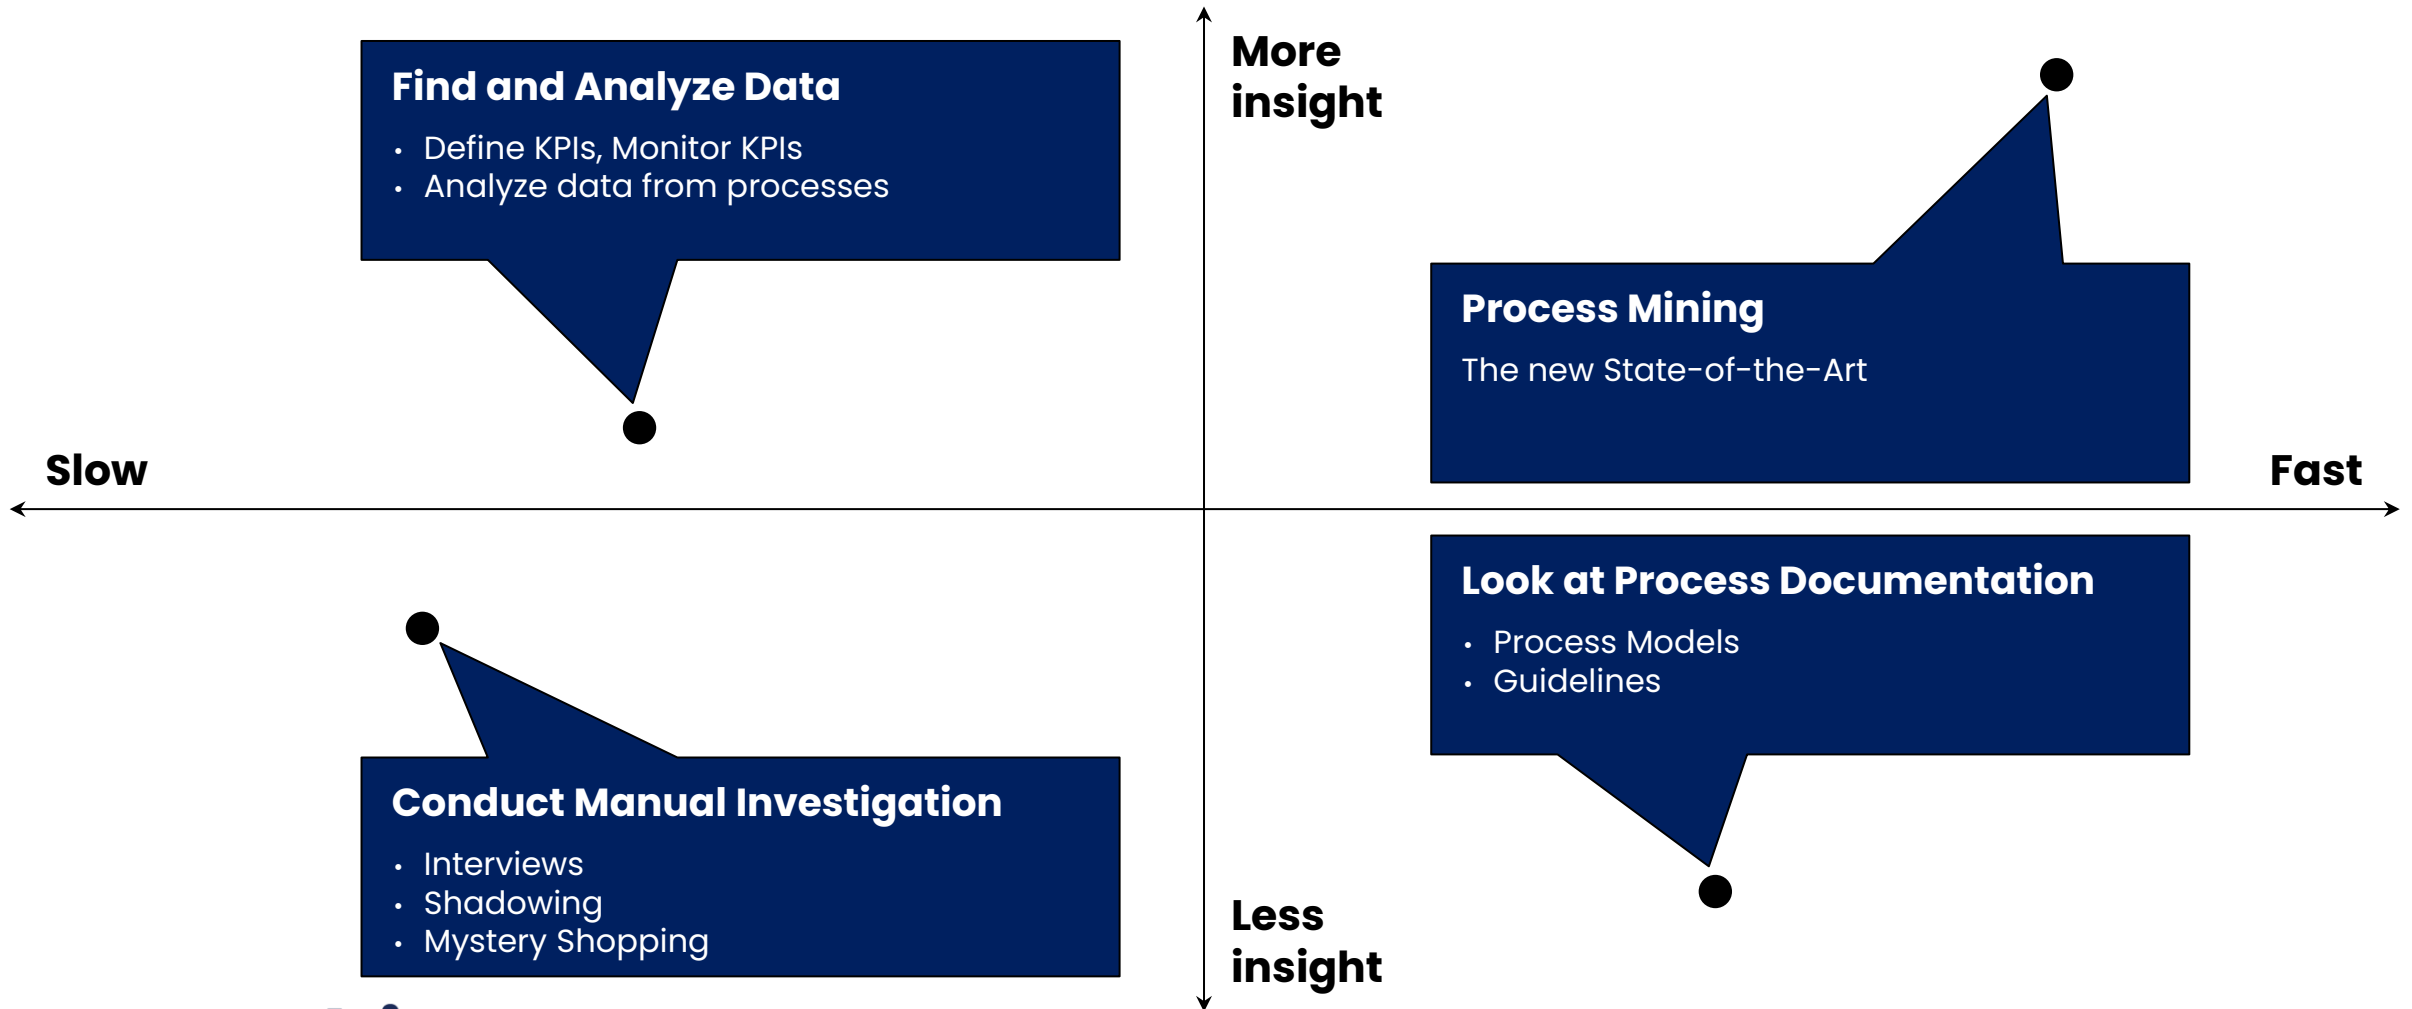 More
insight
Find and Analyze Data
• Define KPIs, Monitor KPIs
• Analyze data from processes
Process Mining
The new State-of-the-Art
Slow
Fast
Look at Process Documentation
• Process Models
• Guidelines
Conduct Manual Investigation
• Interviews
• Shadowing
• Mystery Shopping
Less
insight